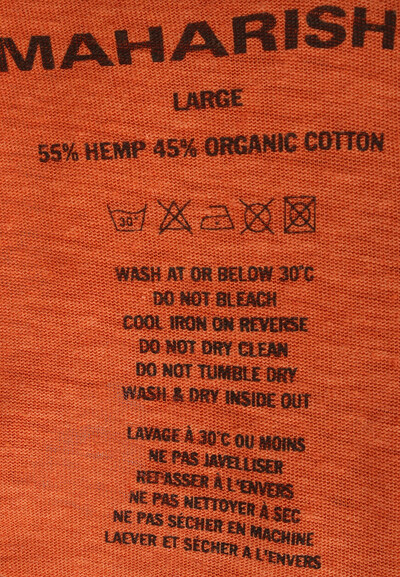 MAHARISH
LARGE
55% HEMP 45% ORGANIC COTTON
30°
WASH AT OR BELOW 30°C
DO NOT BLEACH
COOL IRON ON REVERSE
DO NOT DRY CLEAN
DO NOT TUMBLE DRY
WASH & DRY INSIDE OUT
LAVAGE À 30°C OU MOINS
NE PAS JAVELLISER
REPASSER À L'ENVERS
NE PAS NETTOYER À SEC
NE PAS SÉCHER EN MACHINE
LAEVER ET SÉCHER A L'ENVERS